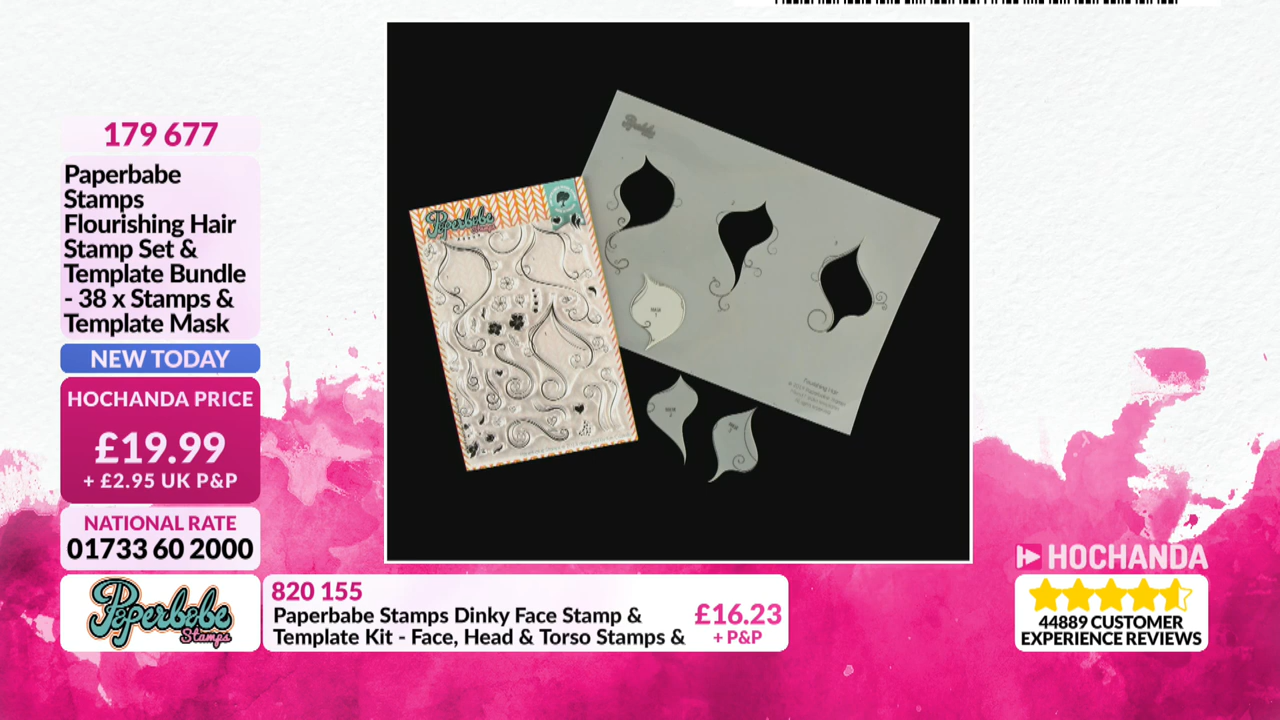 179 677
Paperbabe
Stamps
Flourishing Hair
Stamp Set &
Template Bundle
- 38 x Stamps &
Template Mask
NEW TODAY
HOCHANDA PRICE
£19.99
+ £2.95 UK P&P
NATIONAL RATE
01733 60 2000
Paperbabe
Stamps
Paperbabe
Paperbabe
Stamps
820 155
Paperbabe Stamps Dinky Face Stamp &
Template Kit - Face, Head & Torso Stamps &
£16.23
+ P&P
HOCHANDA
44889 CUSTOMER
EXPERIENCE REVIEWS